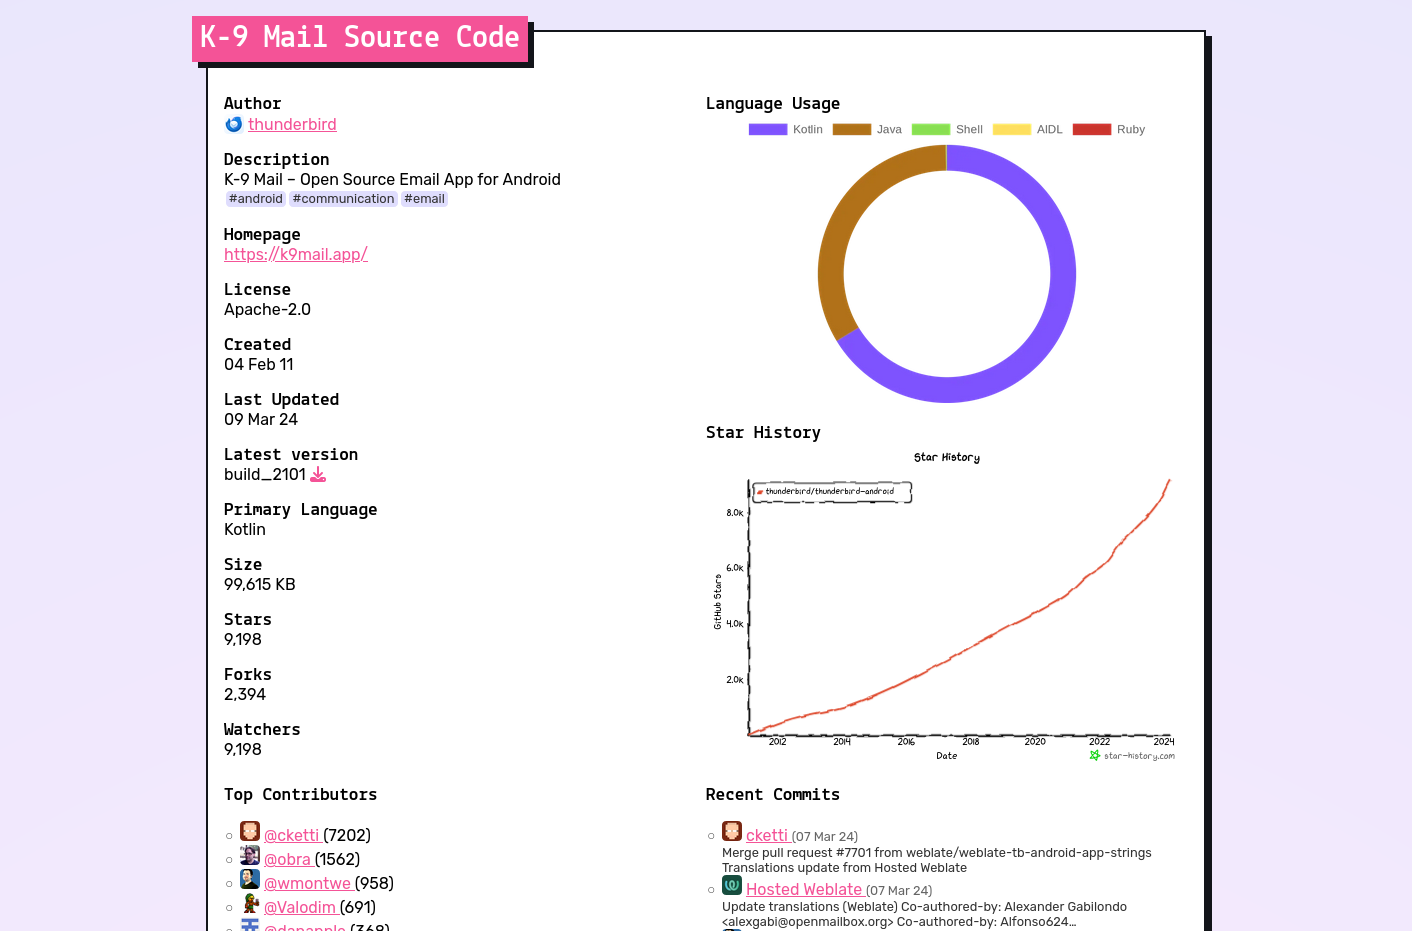 K-9 Mail Source Code
Author
thunderbird
Description
K-9 Mail – Open Source Email App for Android
#android #communication #email
Homepage
https://k9mail.app/
License
Apache-2.0
Created
04 Feb 11
Last Updated
09 Mar 24
Latest version
build_2101
Primary Language
Kotlin
Size
99,615 KB
Stars
9,198
Forks
2,394
Watchers
9,198
Language Usage
Kotlin Java Shell AIDL Ruby
Star History
Star History
thunderbird/thunderbird-android
8.0K
6.0K
4.0K
2.0K
GitHub Stars
2012 2014 2016 2018 2020 2022 2024
Date
star-history.com
Top Contributors
@cketti (7202)
@obra (1562)
@wmontwe (958)
@Valodim (691)
@danapple (368)
Recent Commits
cketti (07 Mar 24)
Merge pull request #7701 from weblate/weblate-tb-android-app-strings
Translations update from Hosted Weblate
Hosted Weblate (07 Mar 24)
Update translations (Weblate) Co-authored-by: Alexander Gabilondo
<alexgabi@openmailbox.org> Co-authored-by: Alfonso624…